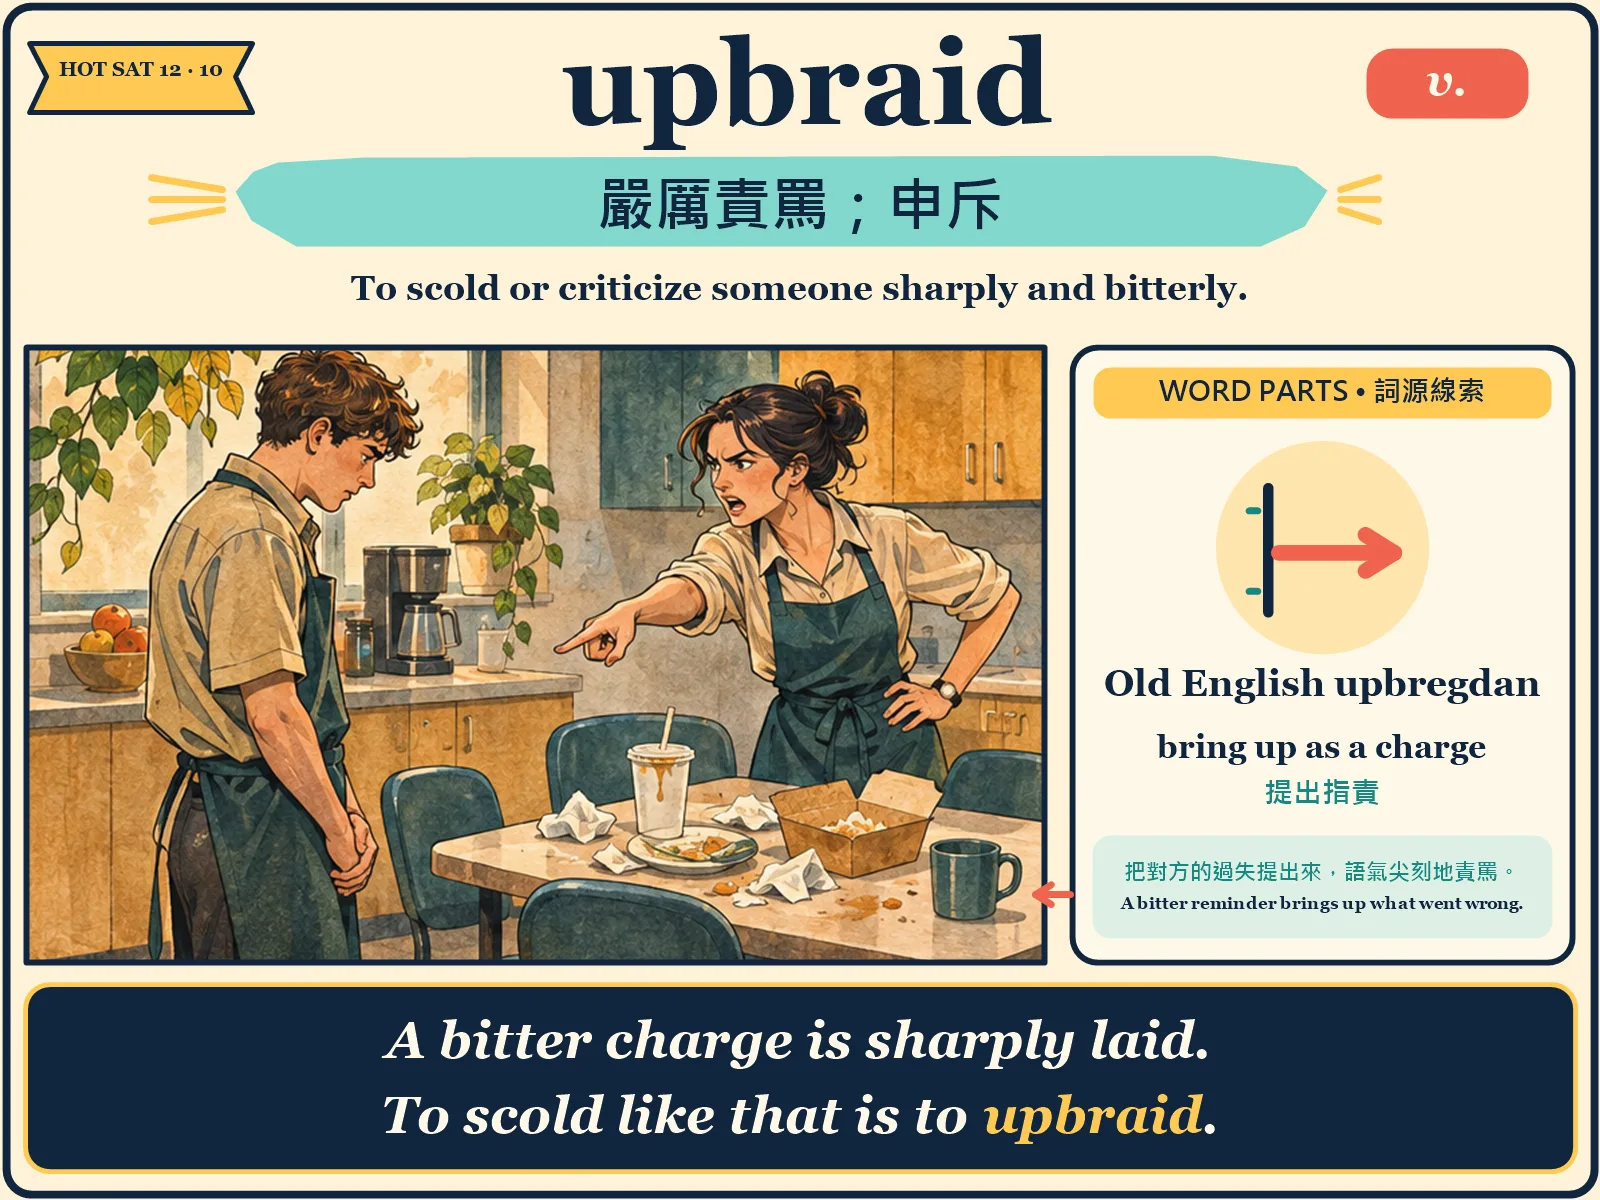 HOT SAT 12 · 10
upbraid
v.
嚴厲責罵；申斥
To scold or criticize someone sharply and bitterly.
WORD PARTS • 詞源線索
Old English upbregdan
bring up as a charge
提出指責
把對方的過失提出來，語氣尖刻地責罵。
A bitter reminder brings up what went wrong.
A bitter charge is sharply laid.
To scold like that is to upbraid.